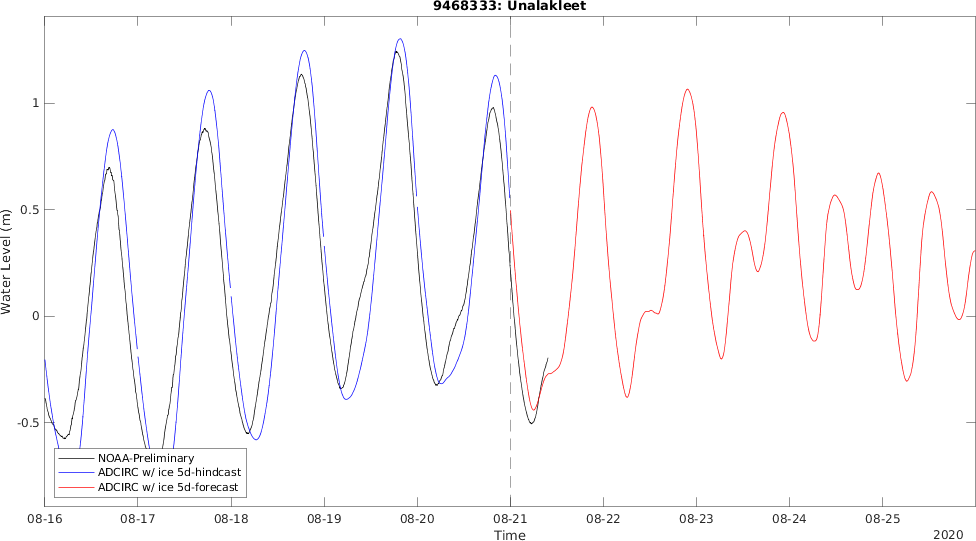 9468333: Unalakleet
Water Level (m)
1
0.5
0
-0.5
NOAA-Preliminary
ADCIRC w/ ice 5d-hindcast
ADCIRC w/ ice 5d-forecast
08-16 08-17 08-18 08-19 08-20 08-21 08-22 08-23 08-24 08-25
Time
2020